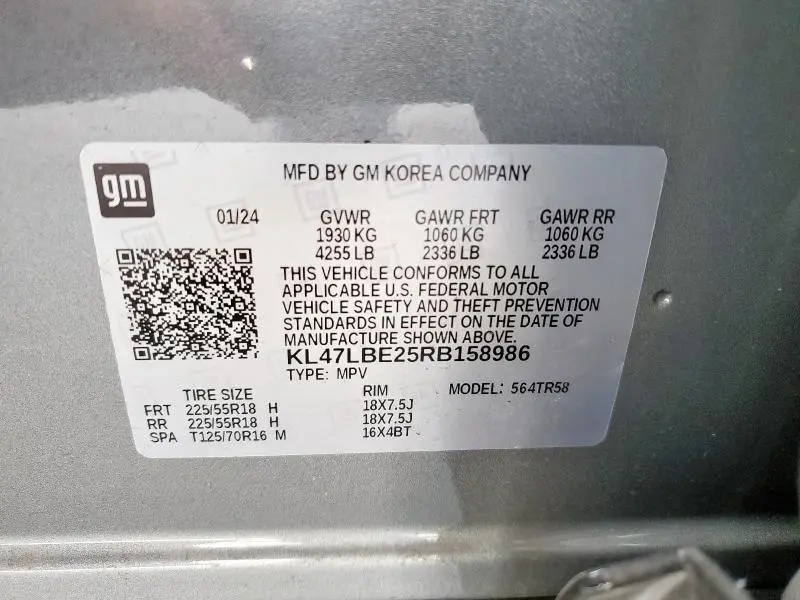 gm
MFD BY GM KOREA COMPANY
01/24 GVWR GAWR FRT GAWR RR
1930 KG 1060 KG 1060 KG
4255 LB 2336 LB 2336 LB
THIS VEHICLE CONFORMS TO ALL
APPLICABLE U.S. FEDERAL MOTOR
VEHICLE SAFETY AND THEFT PREVENTION
STANDARDS IN EFFECT ON THE DATE OF
MANUFACTURE SHOWN ABOVE.
KL47LBE25RB158986
TYPE: MPV
TIRE SIZE RIM MODEL: 564TR58
FRT 225/55R18 H 18X7.5J
RR 225/55R18 H 18X7.5J
SPA T125/70R16 M 16X4BT